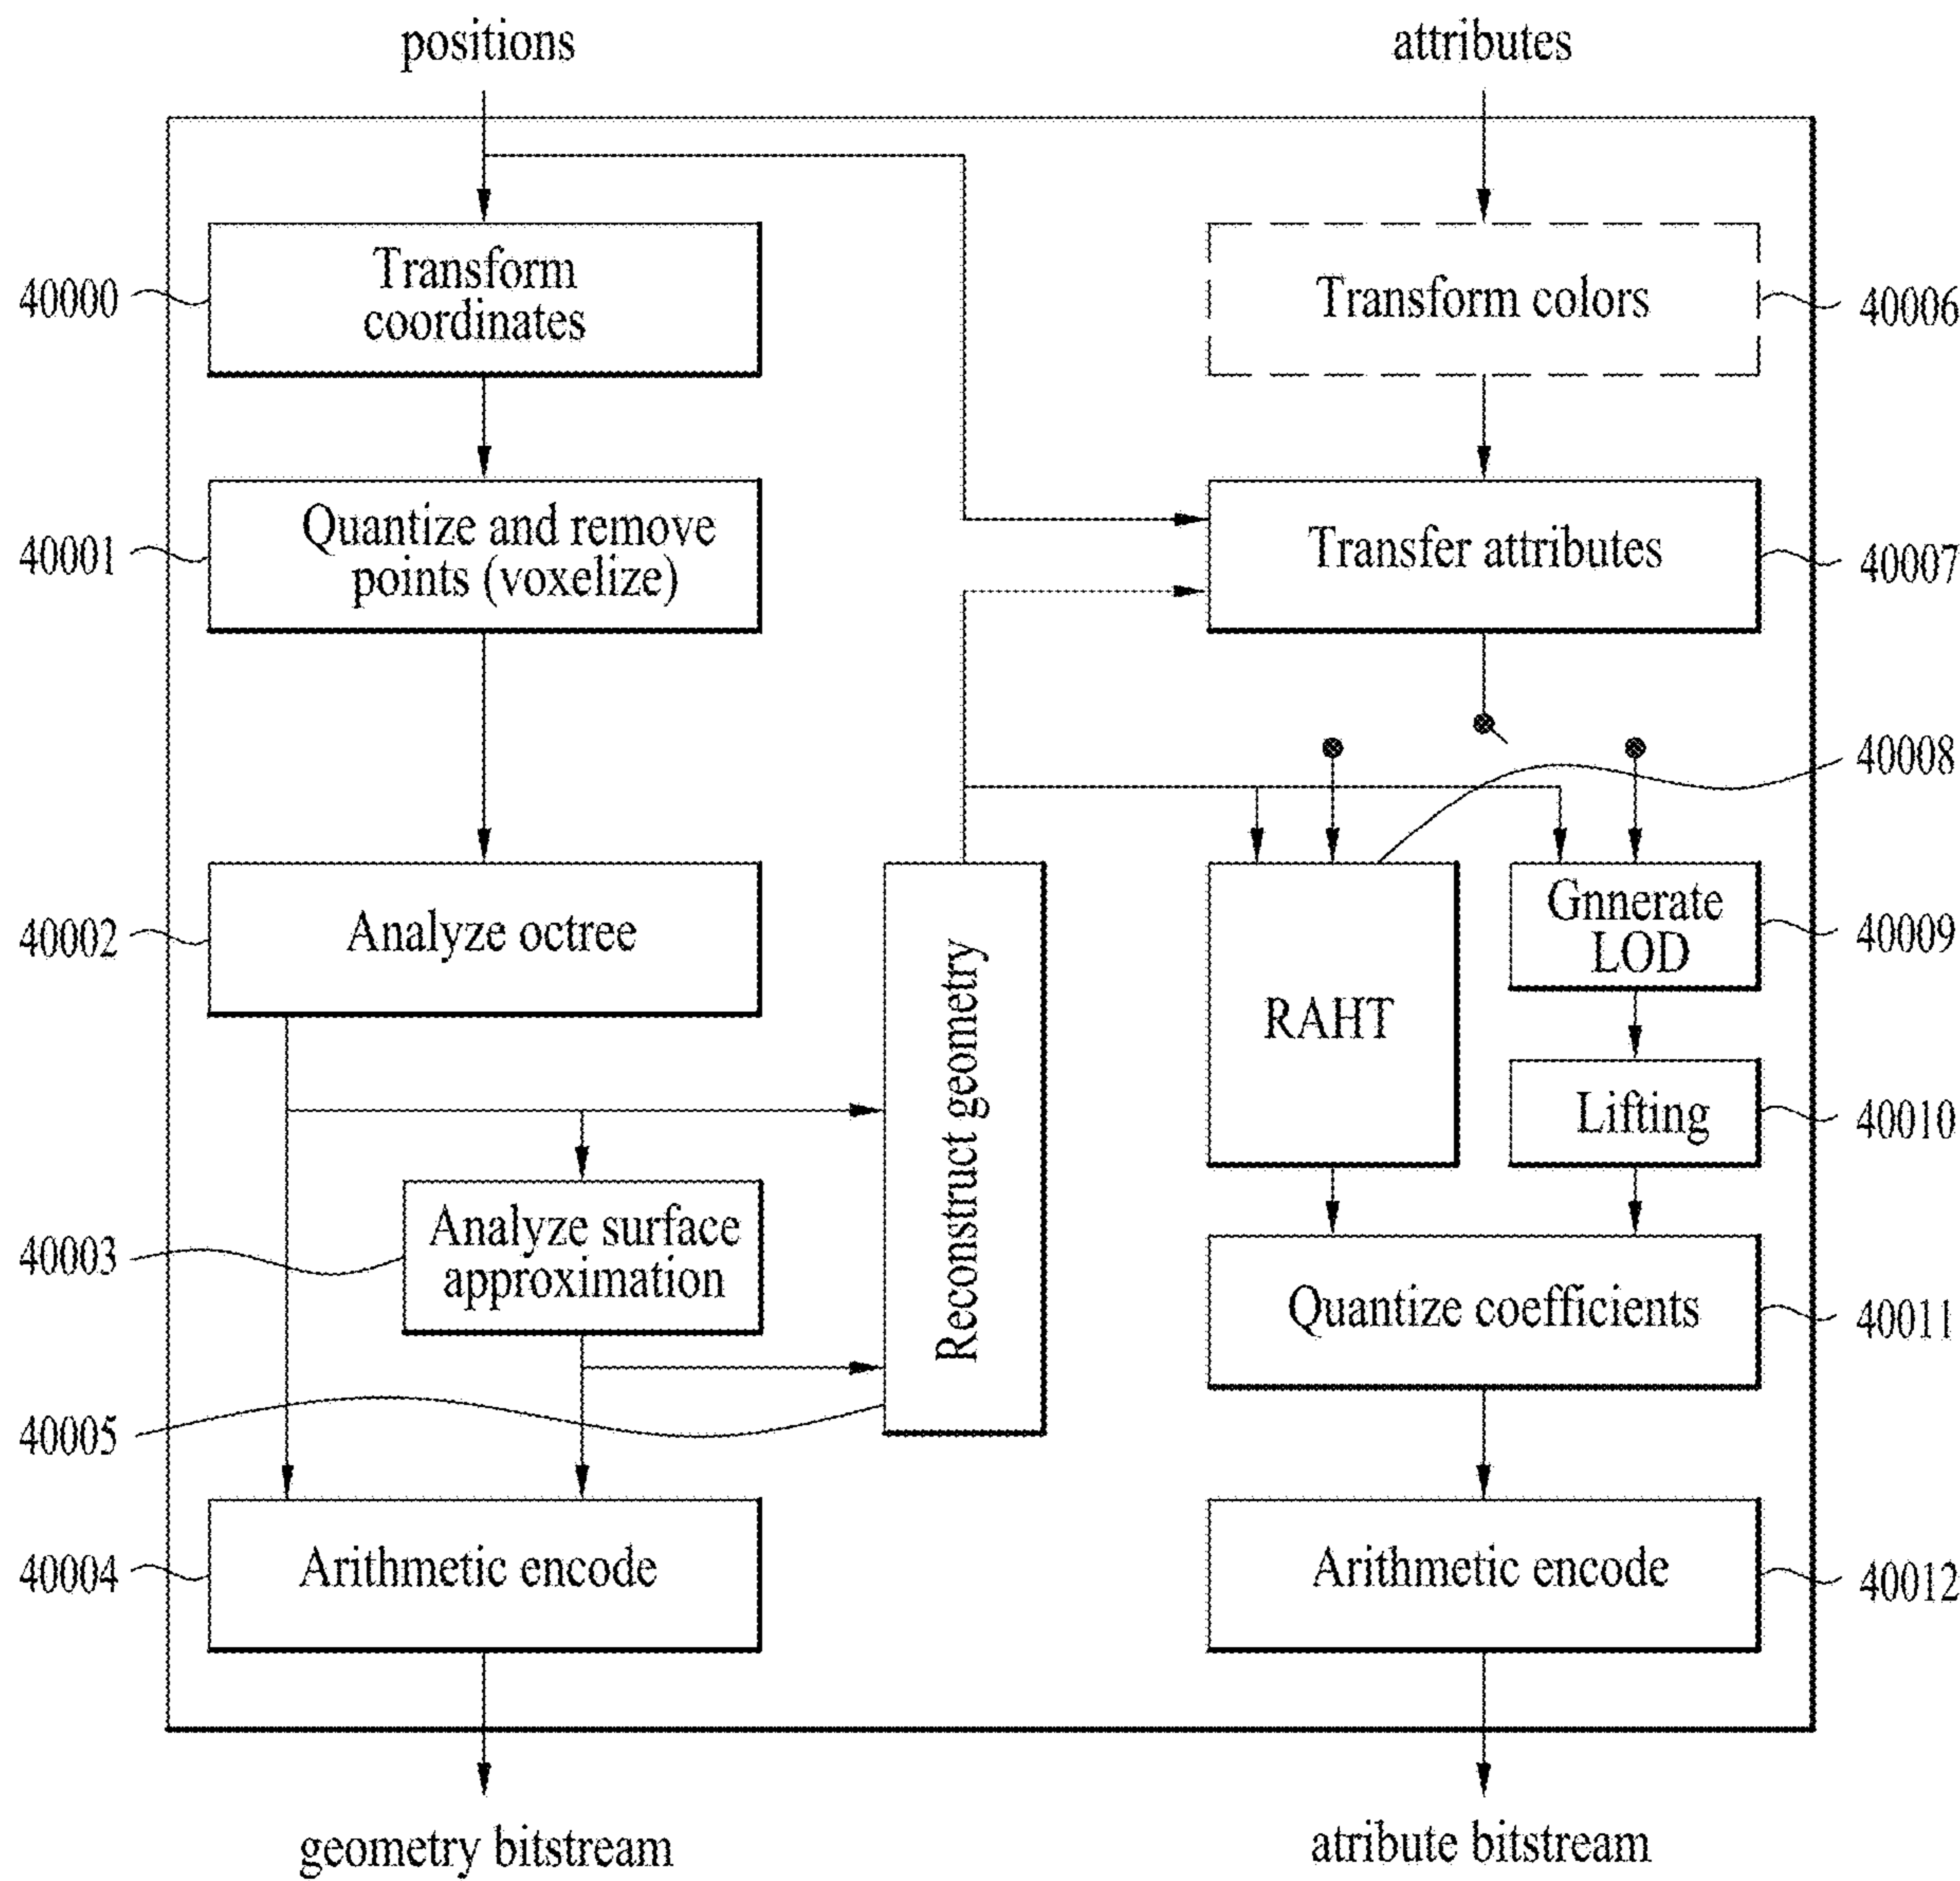 positions
attributes
Transform
coordinates
40000
Transform colors
40006
Quantize and remove
points (voxelize)
40001
Transfer attributes
40007
40008
Analyze octree
40002
Reconstruct geometry
RAHT
Gnnerate
LOD
40009
Lifting
40010
Analyze surface
approximation
40003
Quantize coefficients
40011
40005
Arithmetic encode
40004
Arithmetic encode
40012
geometry bitstream
atribute bitstream